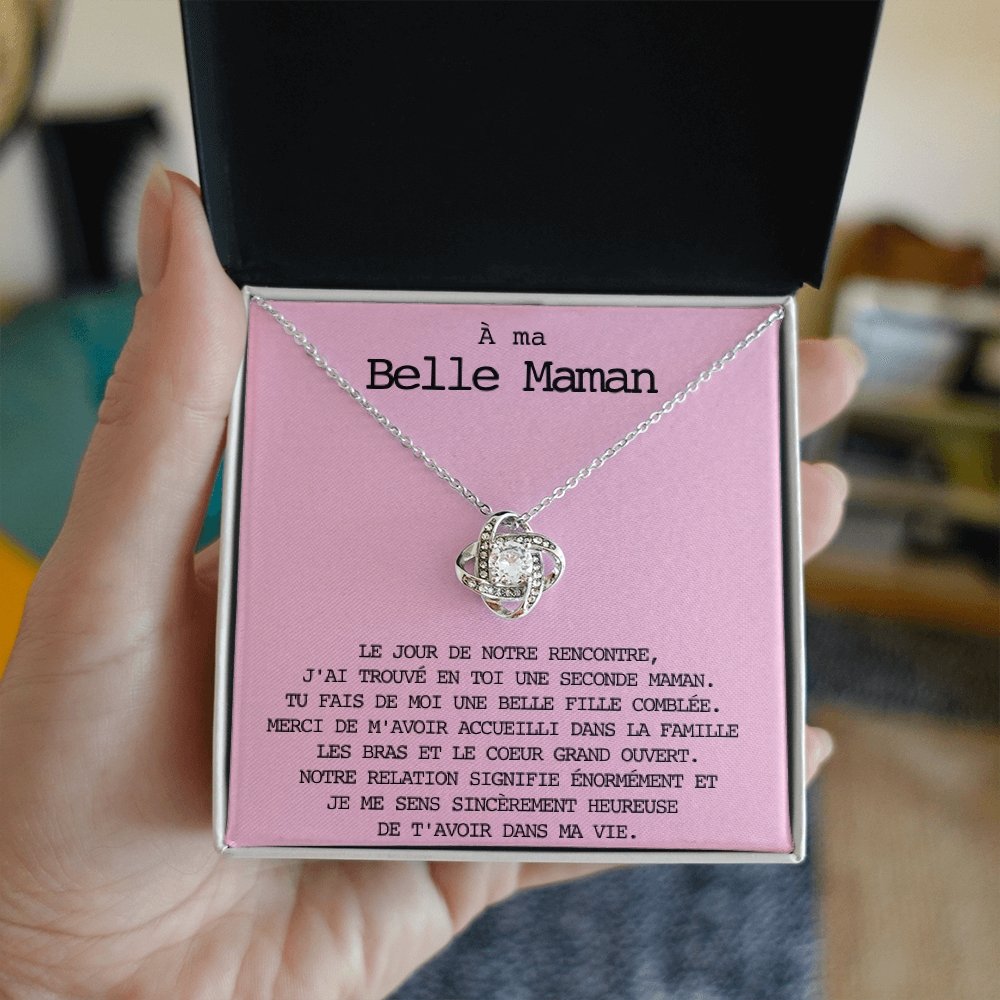 À ma
Belle Maman
LE JOUR DE NOTRE RENCONTRE,
J'AI TROUVÉ EN TOI UNE SECONDE MAMAN.
TU FAIS DE MOI UNE BELLE FILLE COMBLÉE.
MERCI DE M'AVOIR ACCUEILLI DANS LA FAMILLE
LES BRAS ET LE COEUR GRAND OUVERT.
NOTRE RELATION SIGNIFIE ÉNORMÉMENT ET
JE ME SENS SINCÈREMENT HEUREUSE
DE T'AVOIR DANS MA VIE.